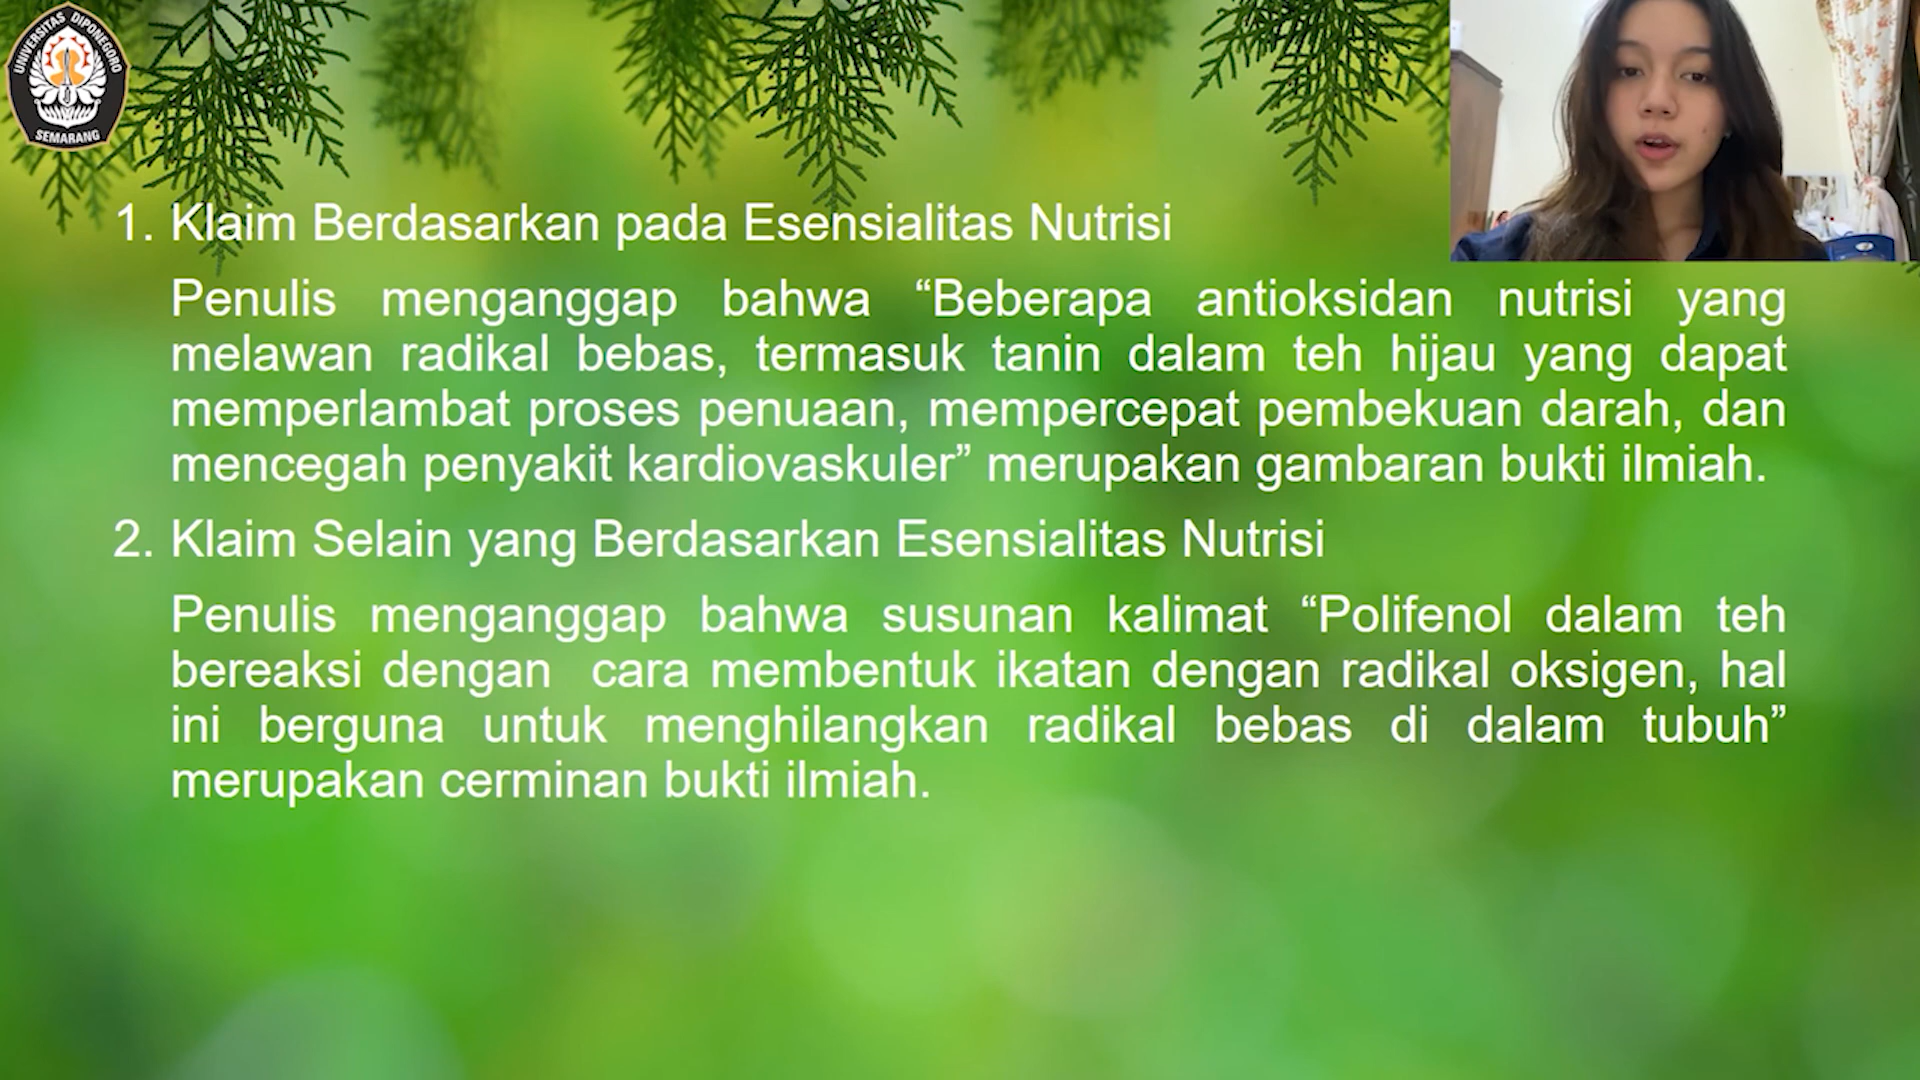 UNIVERSITAS DIPONEGORO
SEMARANG
1. Klaim Berdasarkan pada Esensialitas Nutrisi
Penulis menganggap bahwa “Beberapa antioksidan nutrisi yang
melawan radikal bebas, termasuk tanin dalam teh hijau yang dapat
memperlambat proses penuaan, mempercepat pembekuan darah, dan
mencegah penyakit kardiovaskuler” merupakan gambaran bukti ilmiah.
2. Klaim Selain yang Berdasarkan Esensialitas Nutrisi
Penulis menganggap bahwa susunan kalimat “Polifenol dalam teh
bereaksi dengan  cara membentuk ikatan dengan radikal oksigen, hal
ini berguna untuk menghilangkan radikal bebas di dalam tubuh”
merupakan cerminan bukti ilmiah.